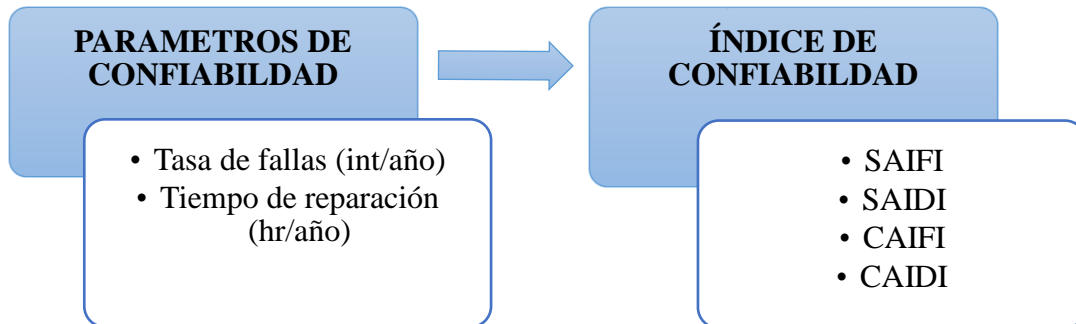 PARAMETROS DE
CONFIABILDAD
• Tasa de fallas (int/año)
• Tiempo de reparación
(hr/año)
ÍNDICE DE
CONFIABILDAD
• SAIFI
• SAIDI
• CAIFI
• CAIDI